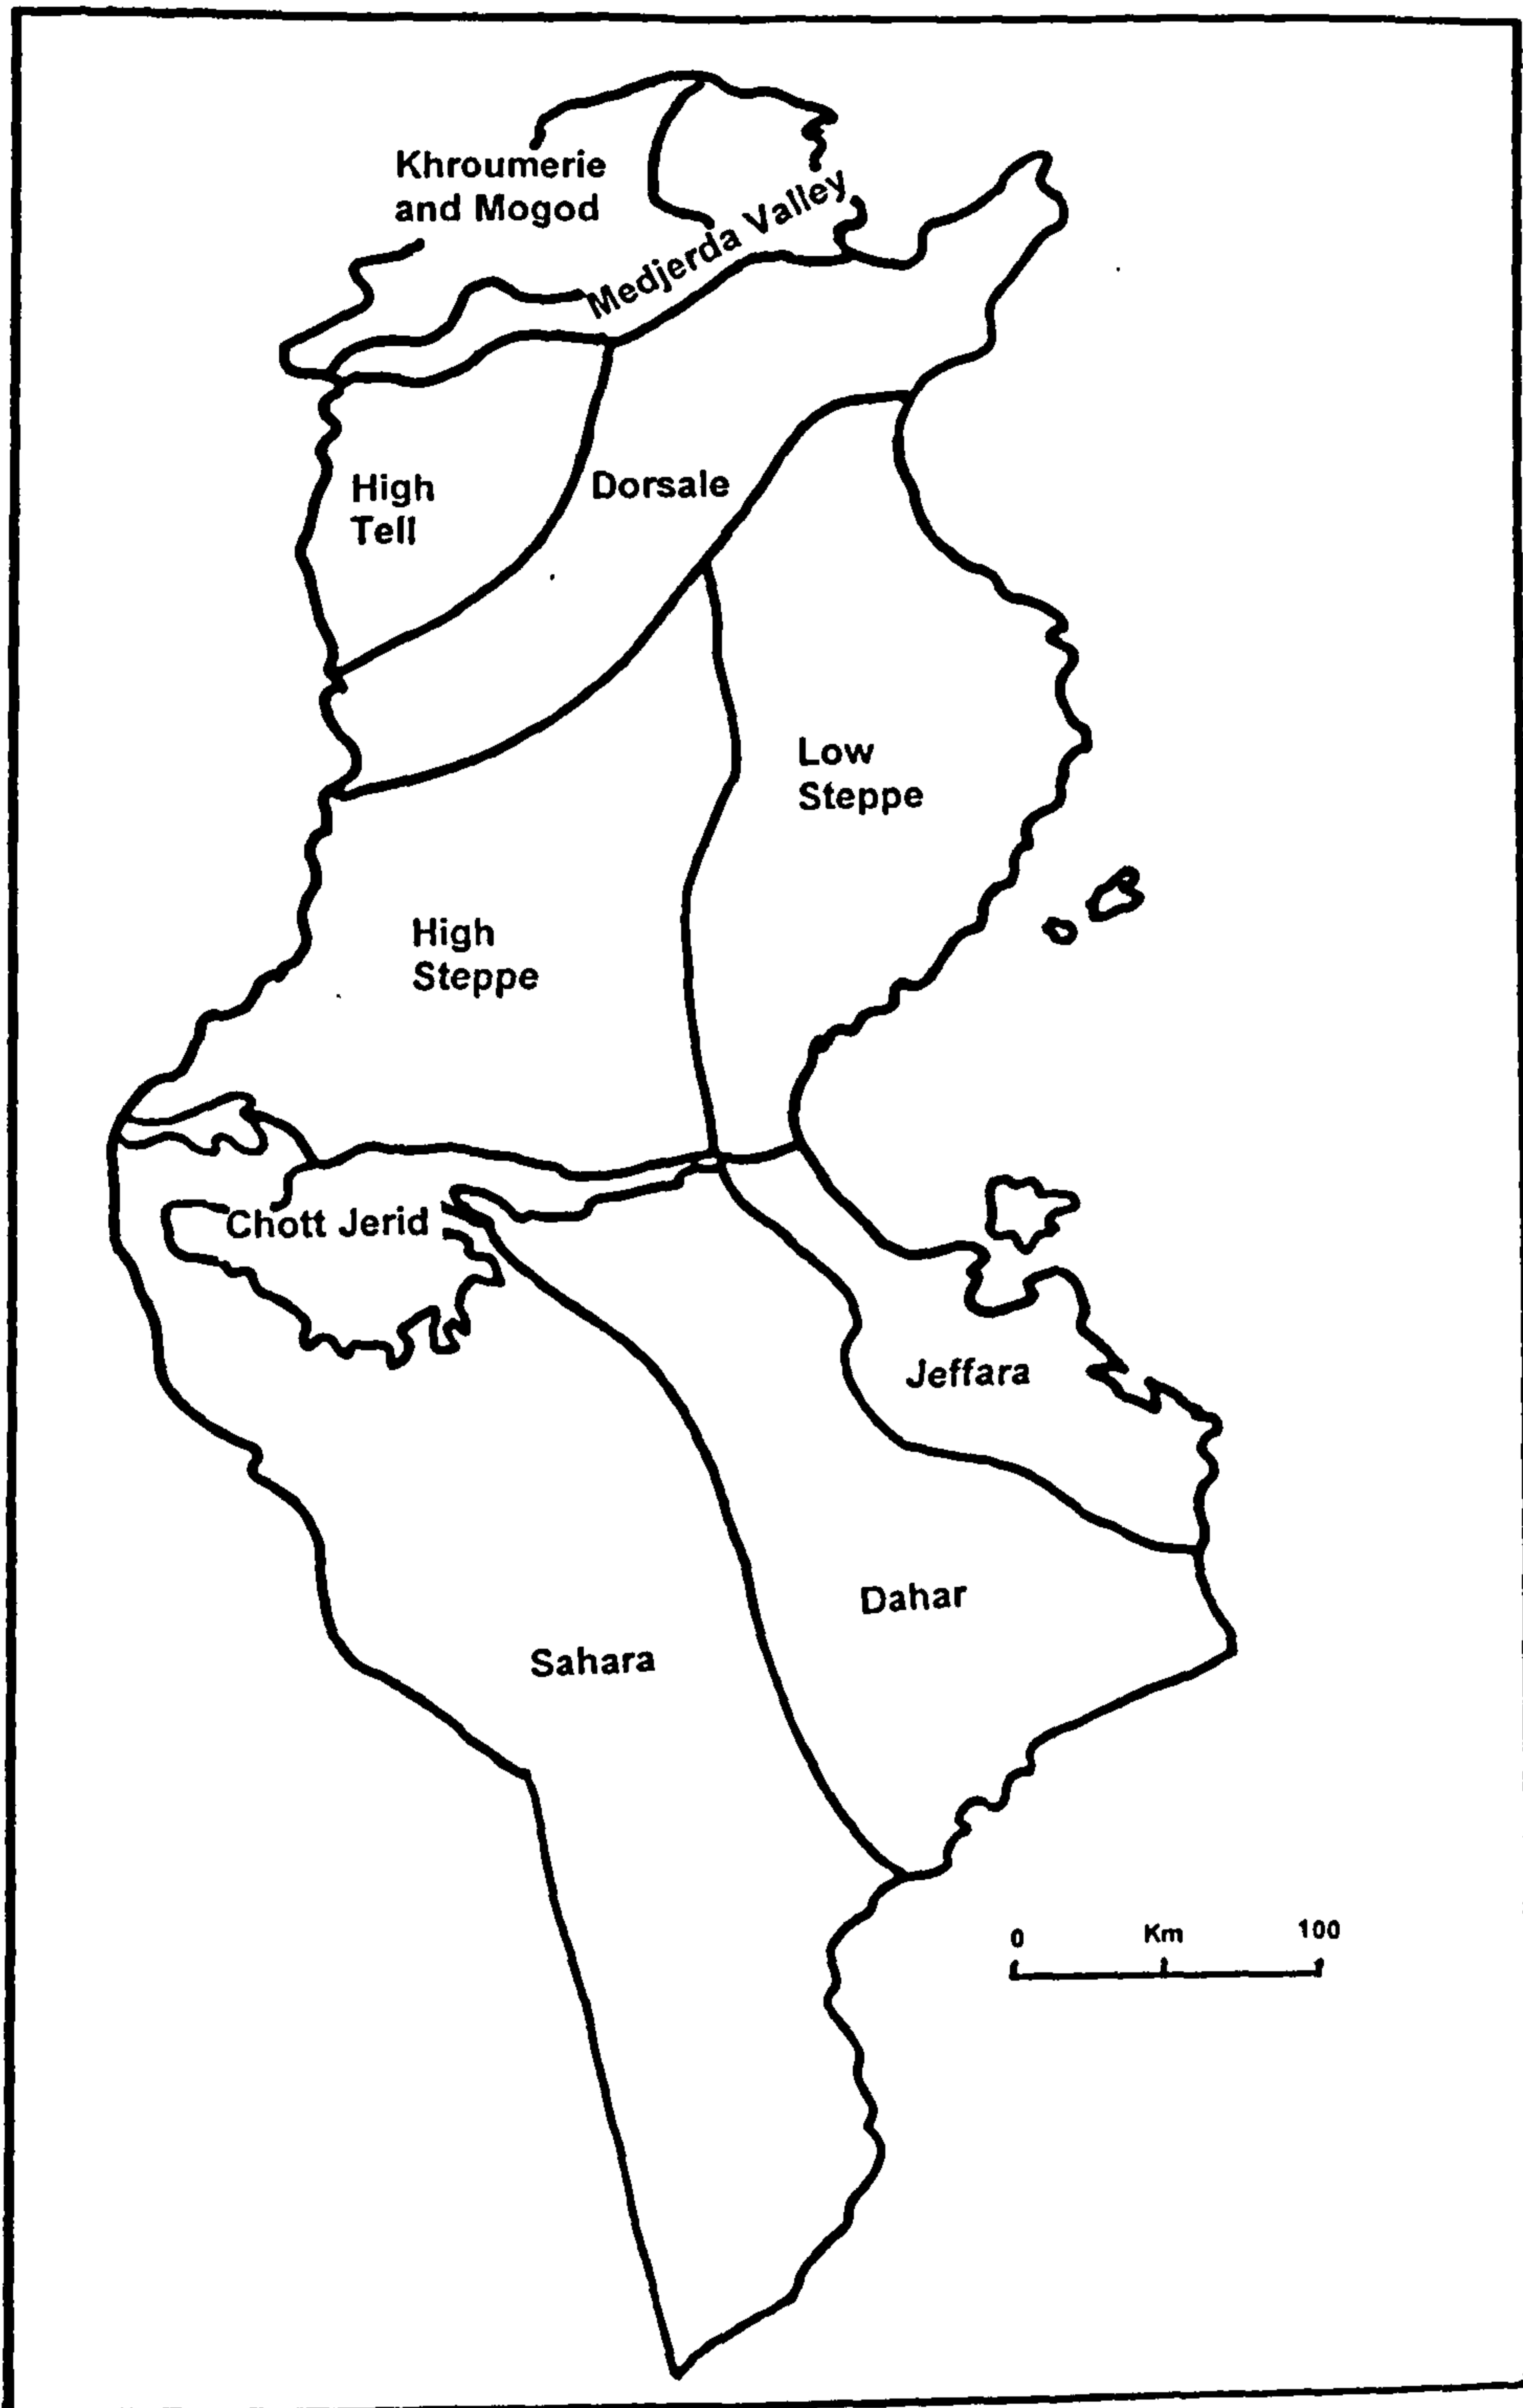 Khroumerie
and Mogod
Medjerda Valley
High
Tell
Dorsale
Low
Steppe
High
Steppe
Chott Jerid
Jeffara
Dahar
Sahara
0 Km 100